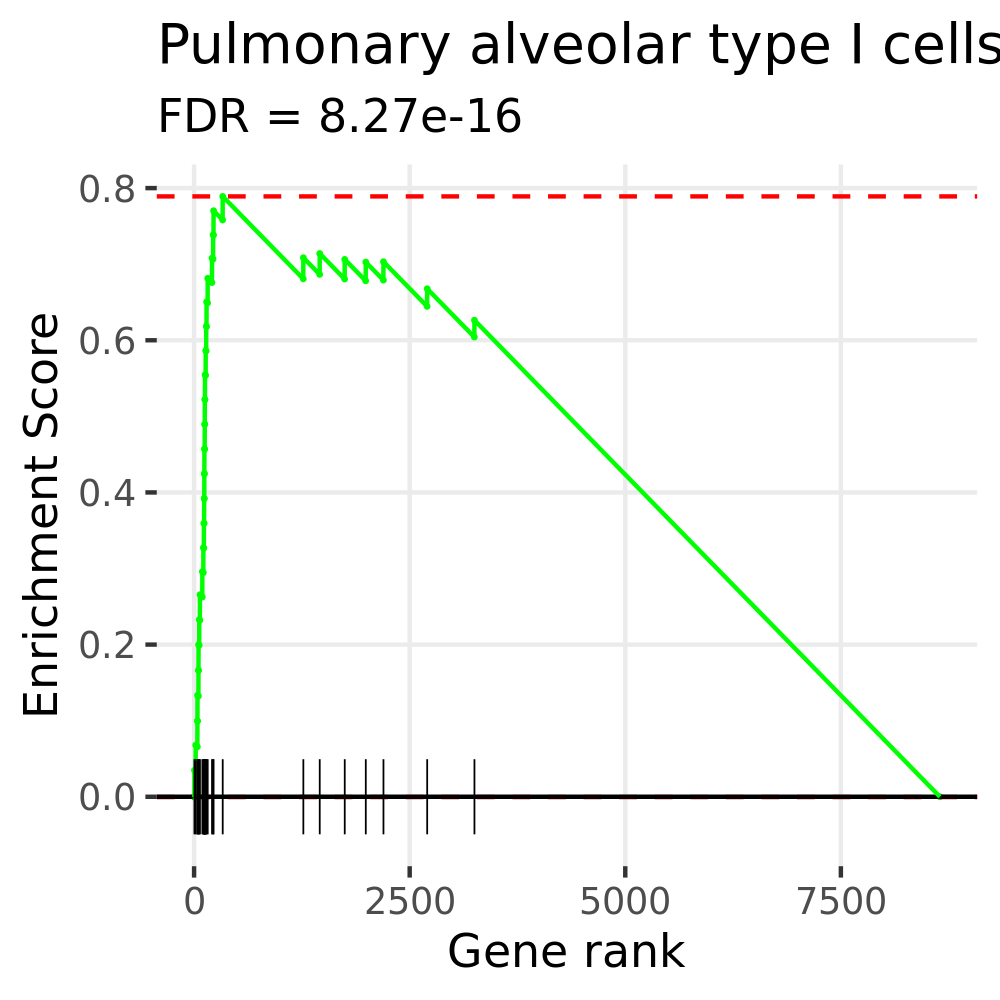 Pulmonary alveolar type I cells
FDR = 8.27e-16
Enrichment Score
0.8
0.6
0.4
0.2
0.0
0 2500 5000 7500
Gene rank